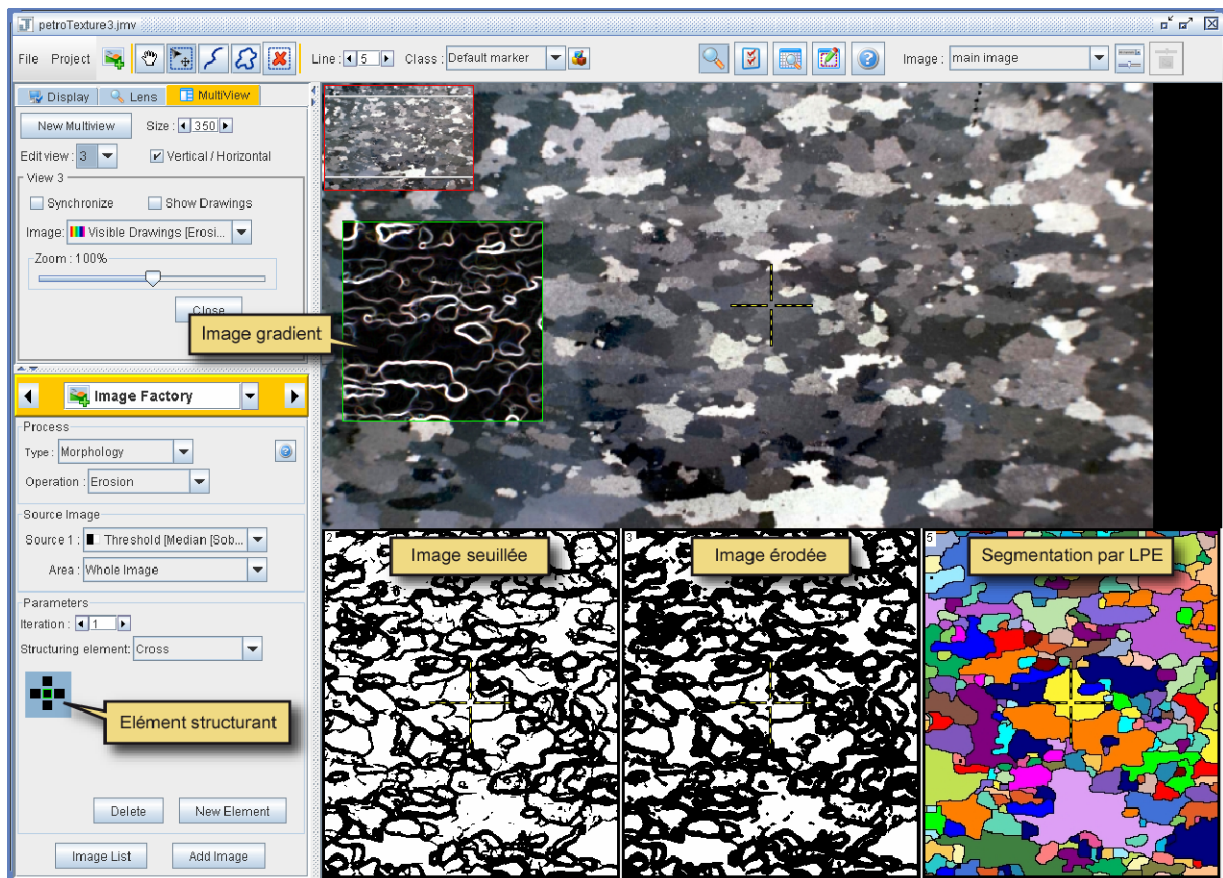 petroTexture3.jmv
File Project Line : 5 Class : Default marker Image : main image
Display Lens MultiView
New Multiview Size : 350
Edit view : 3 Vertical / Horizontal
View 3
Synchronize Show Drawings
Image: Visible Drawings [Erosi...
Zoom : 100%
Close
Image gradient
Image Factory
Process
Type : Morphology
Operation : Erosion
Source Image
Source 1 : Threshold [Median [Sob...
Area : Whole Image
Parameters
Iteration : 1
Structuring element: Cross
Elément structurant
Delete New Element
Image List Add Image
2 Image seuillée
3 Image érodée
5 Segmentation par LPE